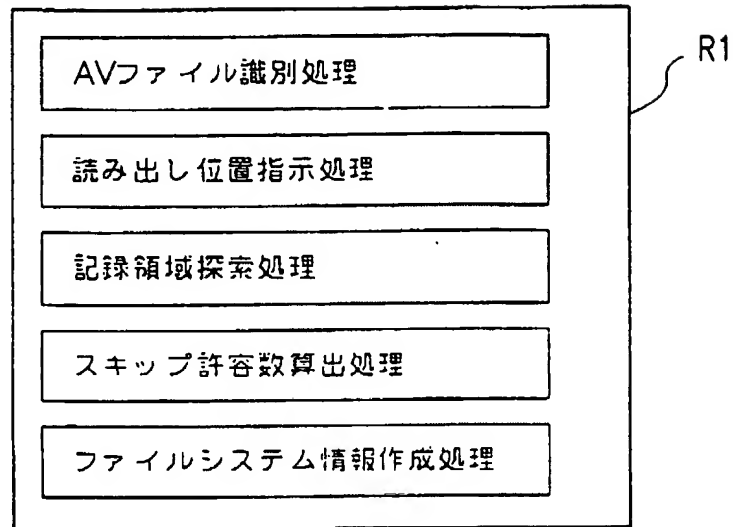 AVファイル識別処理
R1
読み出し位置指示処理
記録領域探索処理
スキップ許容数算出処理
ファイルシステム情報作成処理